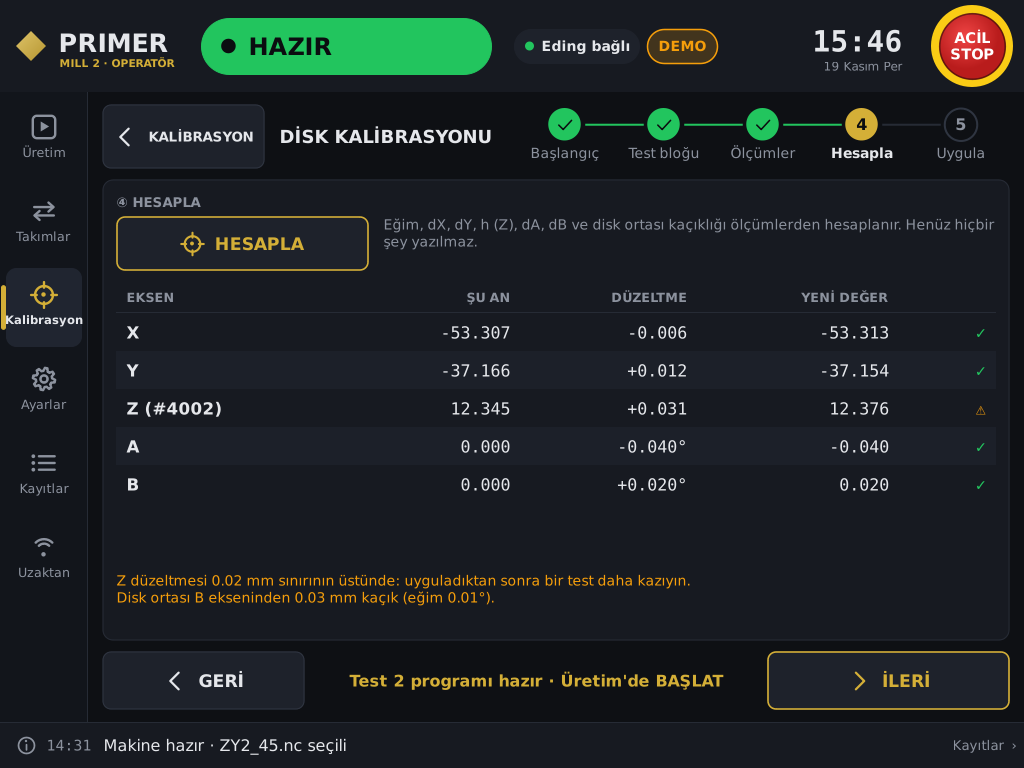 PRIMER
MILL 2 · OPERATÖR
HAZIR
Eding bağlı
DEMO
15:46
19 Kasım Per
ACİL
STOP
Üretim
Takımlar
Kalibrasyon
Ayarlar
Kayıtlar
Uzaktan
KALİBRASYON
DİSK KALİBRASYONU
Başlangıç
Test bloğu
Ölçümler
4
Hesapla
5
Uygula
④ HESAPLA
HESAPLA
Eğim, dX, dY, h (Z), dA, dB ve disk ortası kaçıklığı ölçümlerden hesaplanır. Henüz hiçbir
şey yazılmaz.
EKSEN ŞU AN DÜZELTME YENİ DEĞER
X -53.307 -0.006 -53.313 ✓
Y -37.166 +0.012 -37.154 ✓
Z (#4002) 12.345 +0.031 12.376 ⚠
A 0.000 -0.040° -0.040 ✓
B 0.000 +0.020° 0.020 ✓
Z düzeltmesi 0.02 mm sınırının üstünde: uyguladıktan sonra bir test daha kazıyın.
Disk ortası B ekseninden 0.03 mm kaçık (eğim 0.01°).
GERİ
Test 2 programı hazır · Üretim'de BAŞLAT
İLERİ
14:31 Makine hazır · ZY2_45.nc seçili
Kayıtlar ›